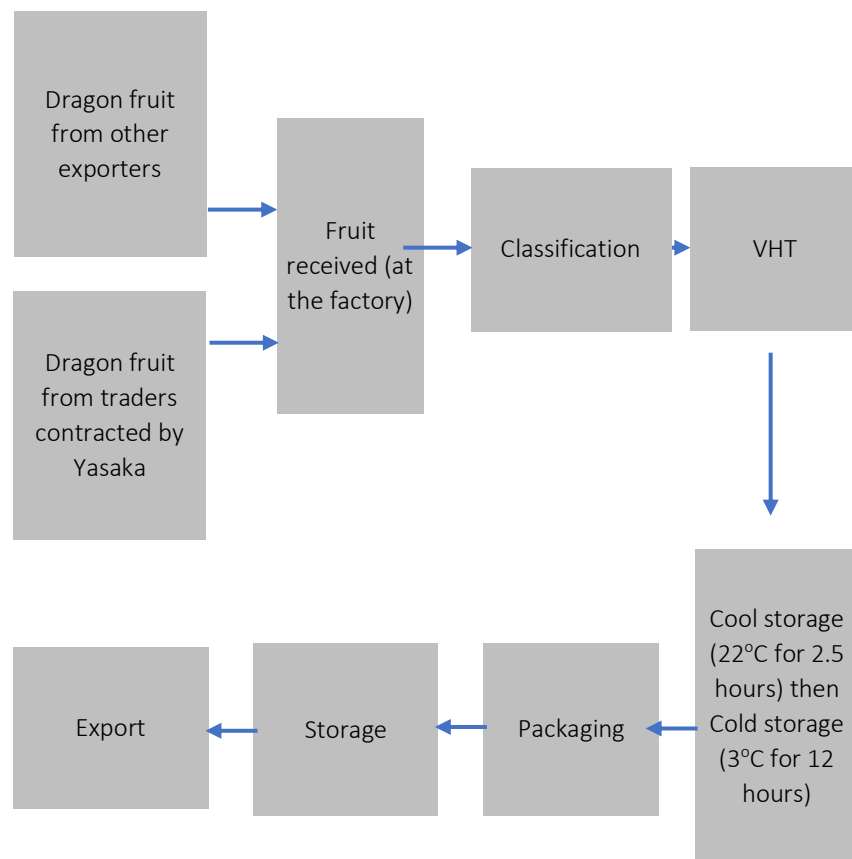 Dragon fruit
from other
exporters
Dragon fruit
from traders
contracted by
Yasaka
Fruit
received (at
the factory)
Classification
VHT
Cool storage
(22°C for 2.5
hours) then
Cold storage
(3°C for 12
hours)
Packaging
Storage
Export